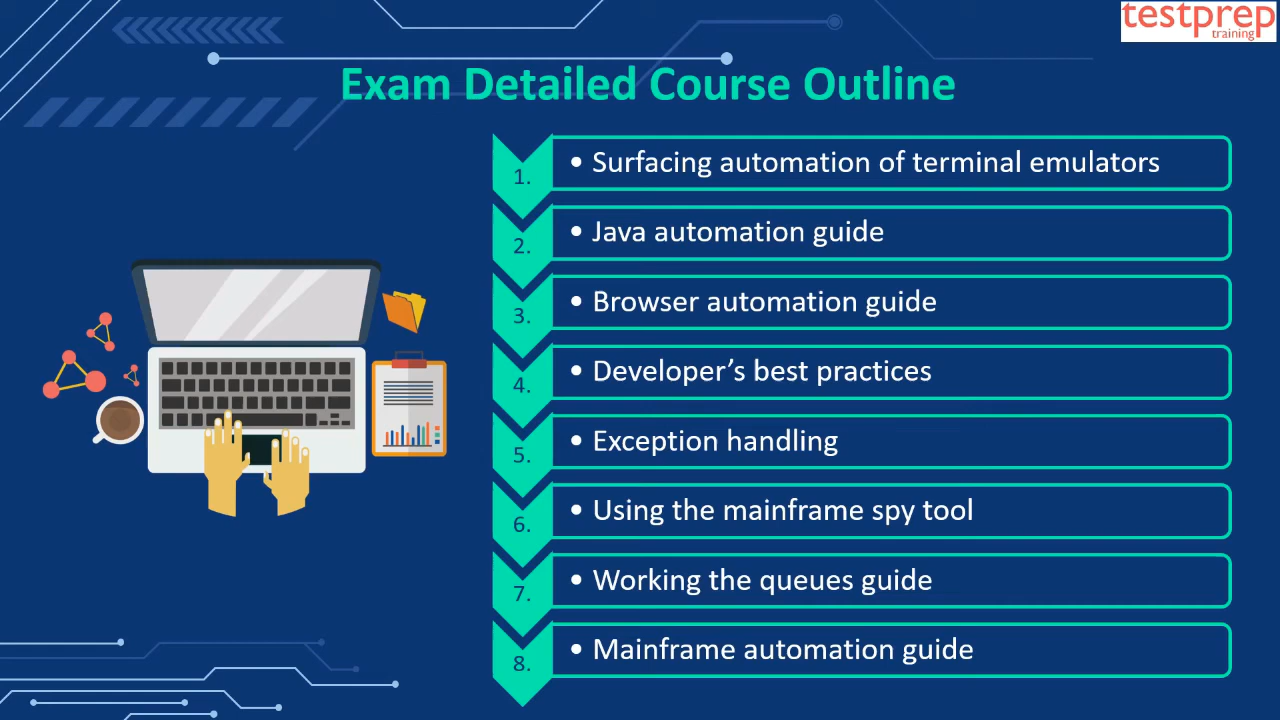 testprep
training
Exam Detailed Course Outline
1. • Surfacing automation of terminal emulators
2. • Java automation guide
3. • Browser automation guide
4. • Developer’s best practices
5. • Exception handling
6. • Using the mainframe spy tool
7. • Working the queues guide
8. • Mainframe automation guide